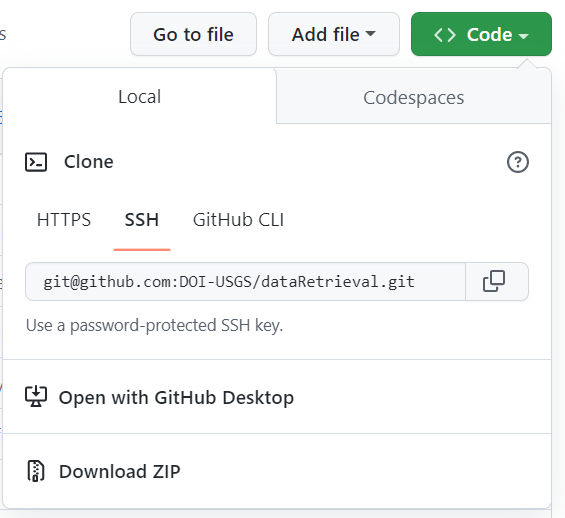 Go to file Add file Code
Local Codespaces
Clone
HTTPS SSH GitHub CLI
git@github.com:DOI-USGS/dataRetrieval.git
Use a password-protected SSH key.
Open with GitHub Desktop
Download ZIP